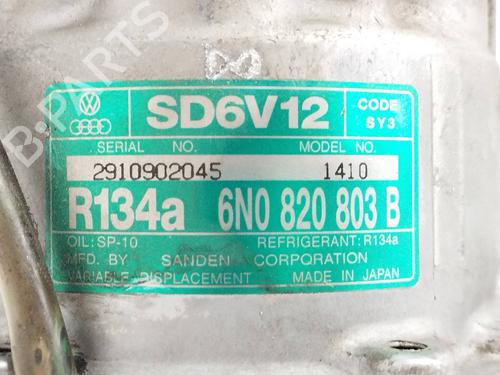 SD6V12
CODE
SY3
SERIAL NO.
MODEL NO.
2910902045
1410
R134a
6N0 820 803 B
OIL: SP-10
REFRIGERANT: R134a
MFD. BY SANDEN CORPORATION
VARIABLE DISPLACEMENT
MADE IN JAPAN
B-PARTS